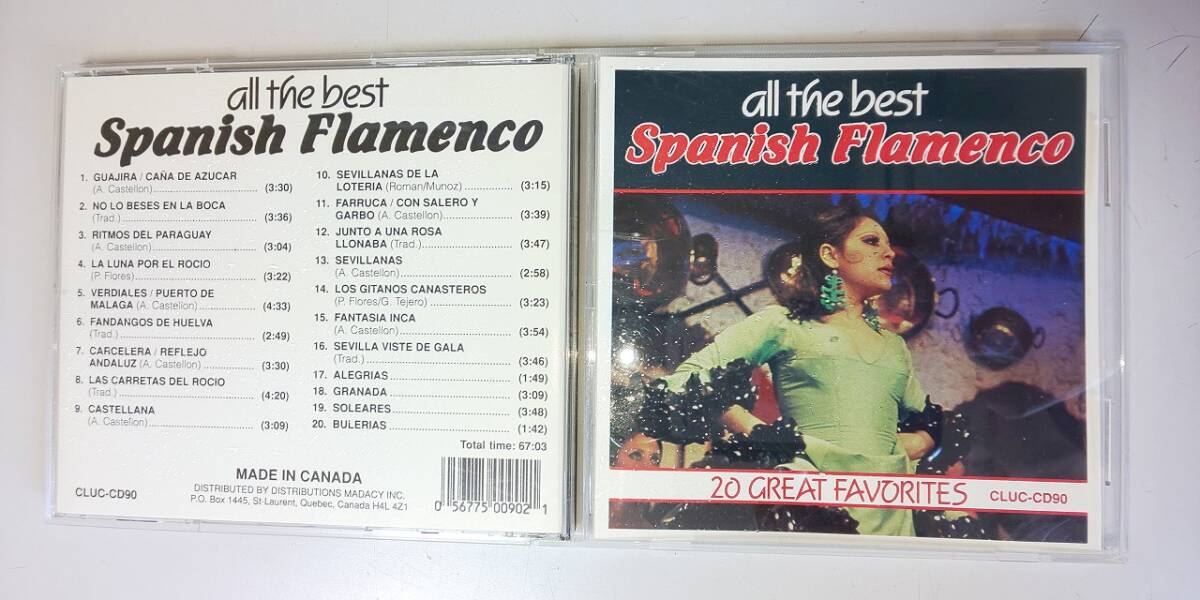 all the best
Spanish Flamenco
1. GUAJIRA / CAÑA DE AZUCAR
(A. Castellon) (3:30)
2. NO LO BESES EN LA BOCA
(Trad.) (3:36)
3. RITMOS DEL PARAGUAY
(A. Castellon) (3:04)
4. LA LUNA POR EL ROCIO
(P. Flores) (3:22)
5. VERDIALES / PUERTO DE
MALAGA (A. Castellon) (4:33)
6. FANDANGOS DE HUELVA
(Trad.) (2:49)
7. CARCELERA / REFLEJO
ANDALUZ (A. Castellon) (3:30)
8. LAS CARRETAS DEL ROCIO
(Trad.) (4:20)
9. CASTELLANA
(A. Castellon) (3:09)
10. SEVILLANAS DE LA
LOTERIA (Roman/Munoz) (3:15)
11. FARRUCA / CON SALERO Y
GARBO (A. Castellon) (3:39)
12. JUNTO A UNA ROSA
LLONABA (Trad.) (3:47)
13. SEVILLANAS
(A. Castellon) (2:58)
14. LOS GITANOS CANASTEROS
(P. Flores/G. Tejero) (3:23)
15. FANTASIA INCA
(A. Castellon) (3:54)
16. SEVILLA VISTE DE GALA
(Trad.) (3:46)
17. ALEGRIAS (1:49)
18. GRANADA (3:09)
19. SOLEARES (3:48)
20. BULERIAS (1:42)
Total time: 67:03
MADE IN CANADA
DISTRIBUTED BY DISTRIBUTIONS MADACY INC.
P.O. Box 1445, St-Laurent, Quebec, Canada H4L 4Z1
CLUC-CD90
0 56775 00902 1
all the best
Spanish Flamenco
20 GREAT FAVORITES CLUC-CD90